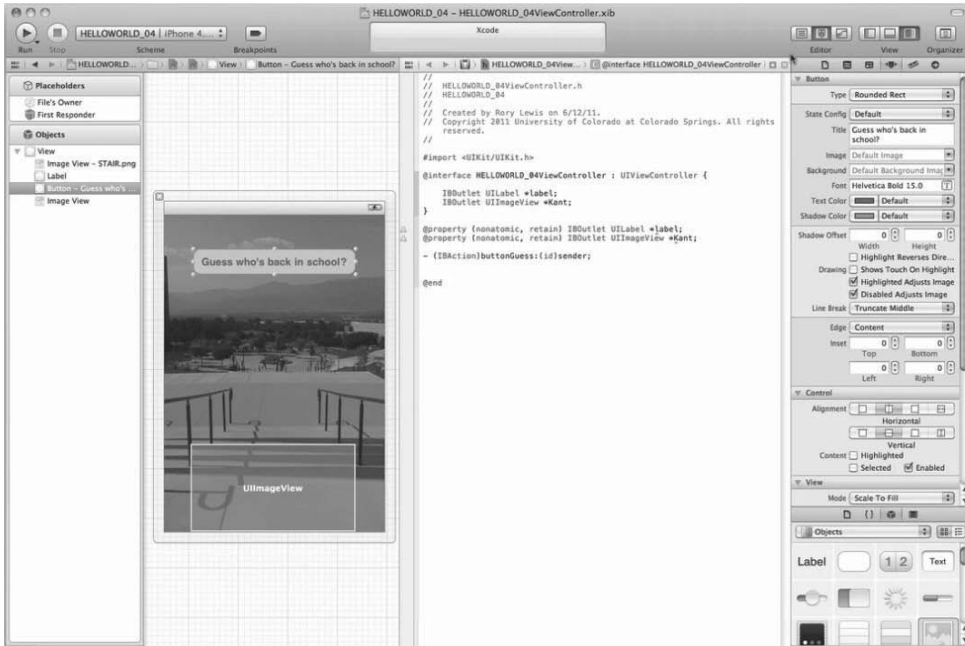 HELLOWORLD_04 – HELLOWORLD_04ViewController.xib
HELLOWORLD_04 | iPhone 4....
Xcode
Run
Stop
Scheme
Breakpoints
Editor
View
Organizer
HELLOWORLD...
View
Button – Guess who's back in school?
HELLOWORLD_04View...
@interface HELLOWORLD_04ViewController
Placeholders
File's Owner
First Responder
Objects
View
Image View – STAIR.png
Label
Button – Guess who's ...
Image View
Guess who's back in school?
UIImageView
//
// HELLOWORLD_04ViewController.h
// HELLOWORLD_04
//
// Created by Rory Lewis on 6/12/11.
// Copyright 2011 University of Colorado at Colorado Springs. All rights
reserved.
//
#import <UIKit/UIKit.h>
@interface HELLOWORLD_04ViewController : UIViewController {
IBOutlet UILabel *label;
IBOutlet UIImageView *Kant;
}
@property (nonatomic, retain) IBOutlet UILabel *label;
@property (nonatomic, retain) IBOutlet UIImageView *Kant;
- (IBAction)buttonGuess:(id)sender;
@end
Button
Type Rounded Rect
State Config Default
Title Guess who's back in
school?
Image Default Image
Background Default Background Imag
Font Helvetica Bold 15.0
Text Color Default
Shadow Color Default
Shadow Offset 0 0
Width Height
Highlight Reverses Dire...
Drawing Shows Touch On Highlight
Highlighted Adjusts Image
Disabled Adjusts Image
Line Break Truncate Middle
Edge Content
Inset 0 0
Top Bottom
0 0
Left Right
Control
Alignment
Horizontal
Vertical
Content Highlighted
Selected Enabled
View
Mode Scale To Fill
Objects
Label
1 2
Text